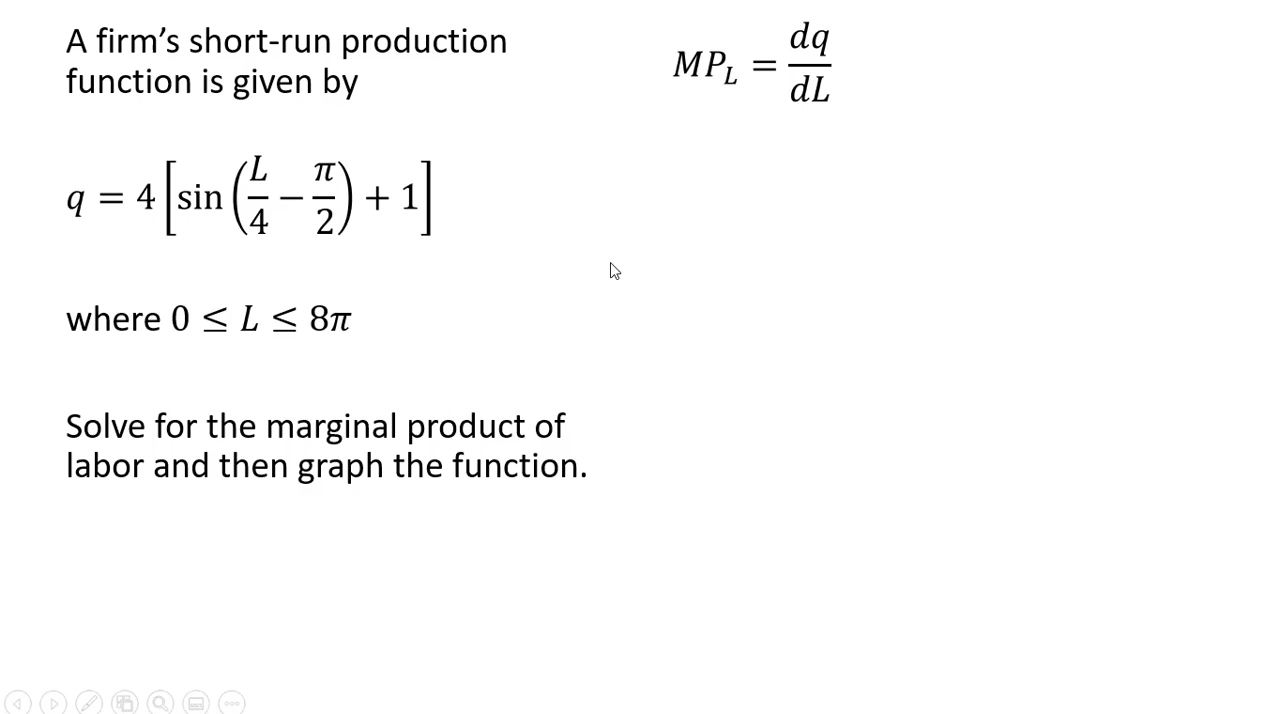 A firm’s short-run production
function is given by
q = 4 [sin (L/4 − π/2) + 1]
where 0 ≤ L ≤ 8π
Solve for the marginal product of
labor and then graph the function.
MP_L = dq/dL